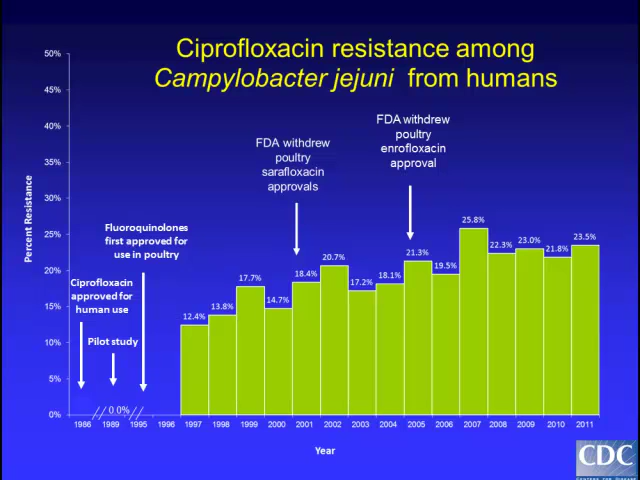 Ciprofloxacin resistance among
Campylobacter jejuni from humans
Percent Resistance
50%
45%
40%
35%
30%
25%
20%
15%
10%
5%
0%
Ciprofloxacin
approved for
human use
Pilot study
Fluoroquinolones
first approved for
use in poultry
FDA withdrew
poultry
sarafloxacin
approvals
FDA withdrew
poultry
enrofloxacin
approval
0.0%
12.4%
13.8%
17.7%
14.7%
18.4%
20.7%
17.2%
18.1%
21.3%
19.5%
25.8%
22.3%
23.0%
21.8%
23.5%
1986 1989 1995 1996 1997 1998 1999 2000 2001 2002 2003 2004 2005 2006 2007 2008 2009 2010 2011
Year
CDC